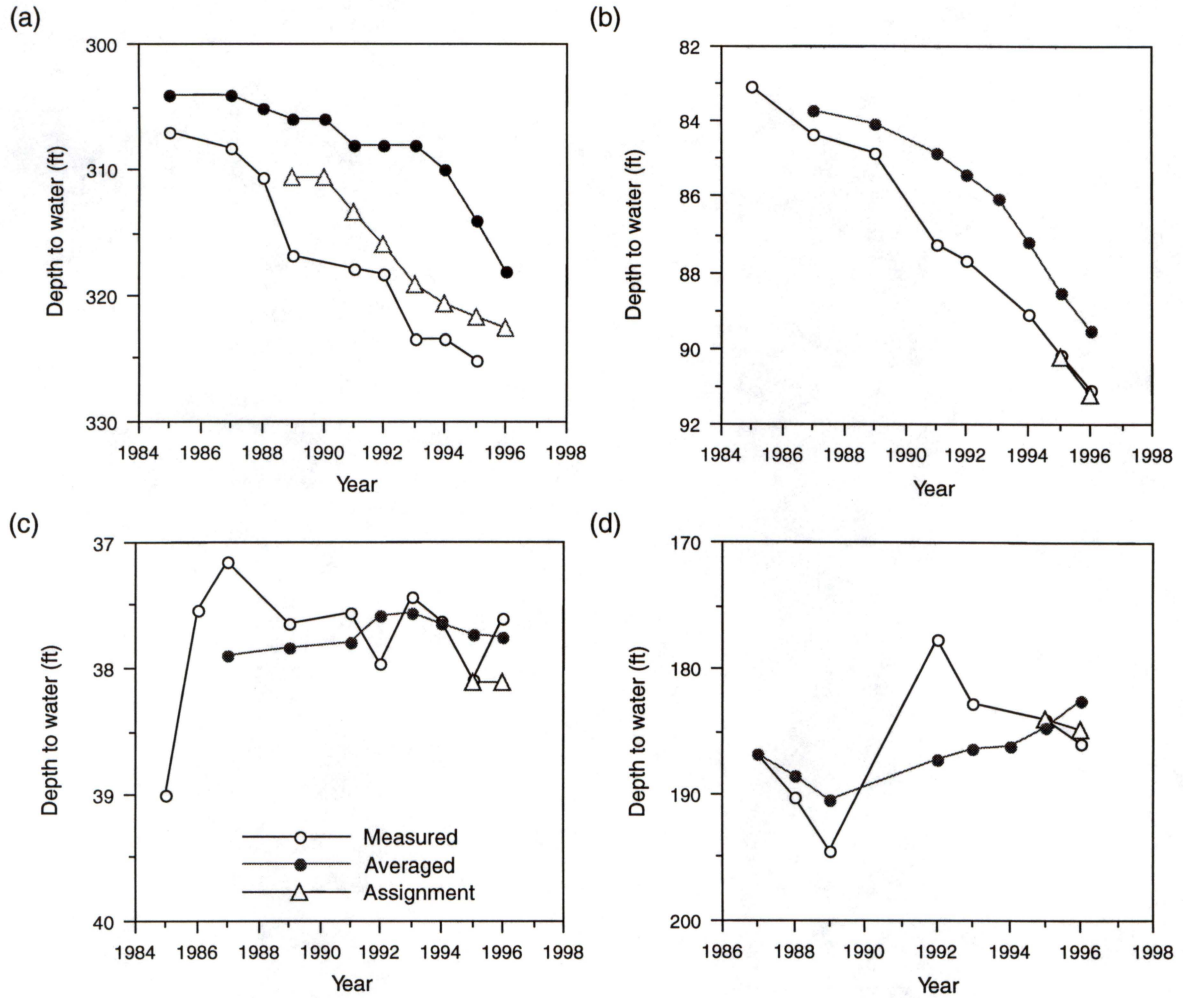 (a)
300
310
320
330
Depth to water (ft)
1984 1986 1988 1990 1992 1994 1996 1998
Year
(b)
82
84
86
88
90
92
Depth to water (ft)
1984 1986 1988 1990 1992 1994 1996 1998
Year
(c)
37
38
39
40
Depth to water (ft)
Measured
Averaged
Assignment
1984 1986 1988 1990 1992 1994 1996 1998
Year
(d)
170
180
190
200
Depth to water (ft)
1986 1988 1990 1992 1994 1996 1998
Year